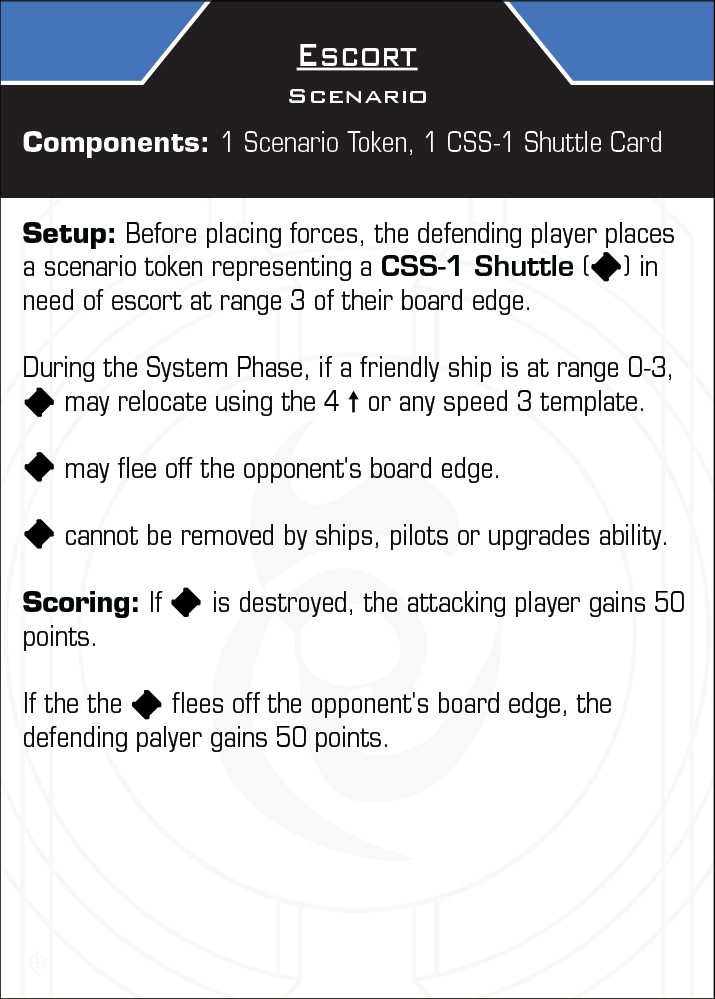 Escort
Scenario
Components: 1 Scenario Token, 1 CSS-1 Shuttle Card
Setup: Before placing forces, the defending player places
a scenario token representing a CSS-1 Shuttle (◆) in
need of escort at range 3 of their board edge.
During the System Phase, if a friendly ship is at range 0-3,
◆ may relocate using the 4 ↑ or any speed 3 template.
◆ may flee off the opponent's board edge.
◆ cannot be removed by ships, pilots or upgrades ability.
Scoring: If ◆ is destroyed, the attacking player gains 50
points.
If the the ◆ flees off the opponent's board edge, the
defending palyer gains 50 points.